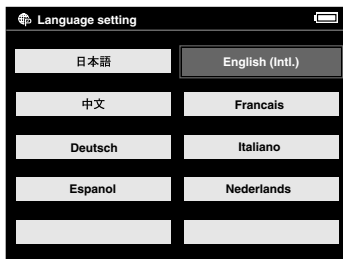 Language setting
日本語
English (Intl.)
中文
Francais
Deutsch
Italiano
Espanol
Nederlands